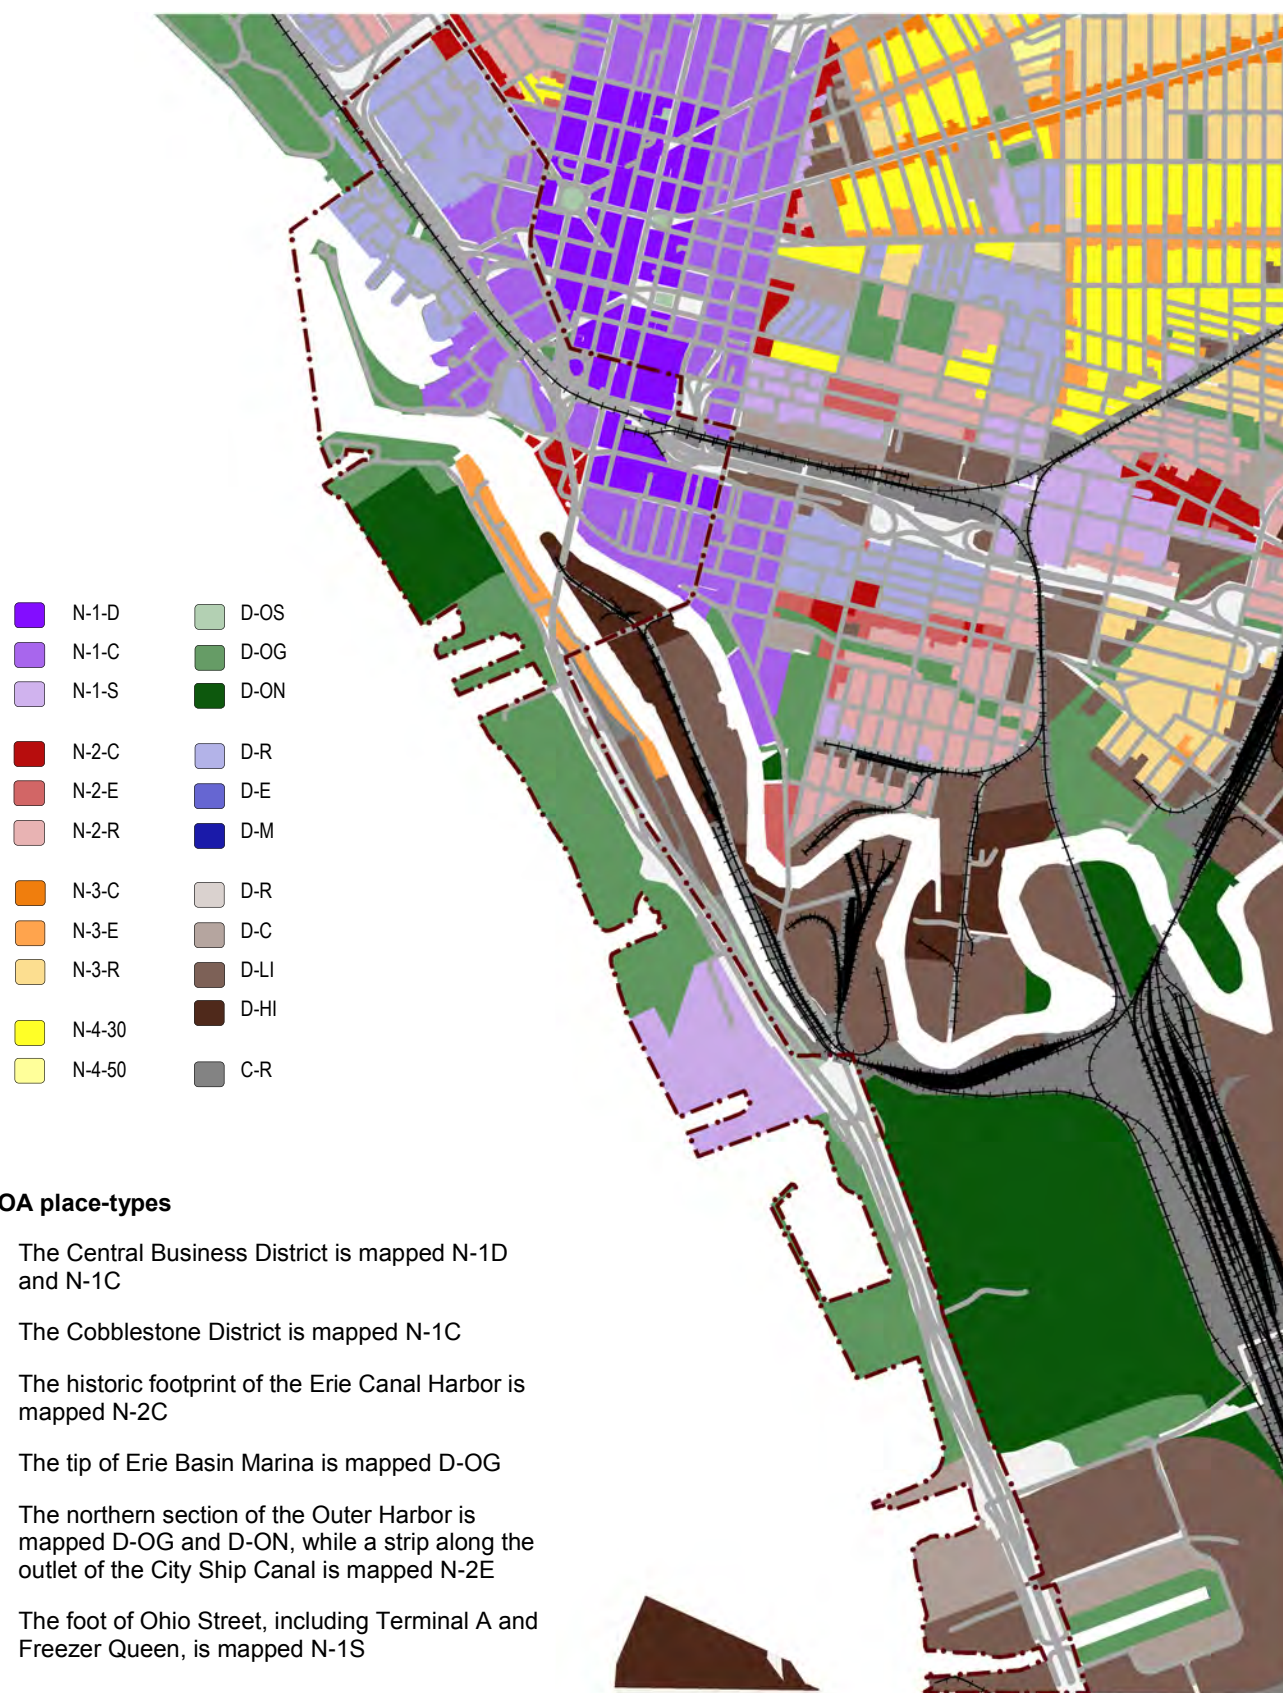 N-1-D
N-1-C
N-1-S
N-2-C
N-2-E
N-2-R
N-3-C
N-3-E
N-3-R
N-4-30
N-4-50
D-OS
D-OG
D-ON
D-R
D-E
D-M
D-R
D-C
D-LI
D-HI
C-R
OA place-types
The Central Business District is mapped N-1D
and N-1C
The Cobblestone District is mapped N-1C
The historic footprint of the Erie Canal Harbor is
mapped N-2C
The tip of Erie Basin Marina is mapped D-OG
The northern section of the Outer Harbor is
mapped D-OG and D-ON, while a strip along the
outlet of the City Ship Canal is mapped N-2E
The foot of Ohio Street, including Terminal A and
Freezer Queen, is mapped N-1S